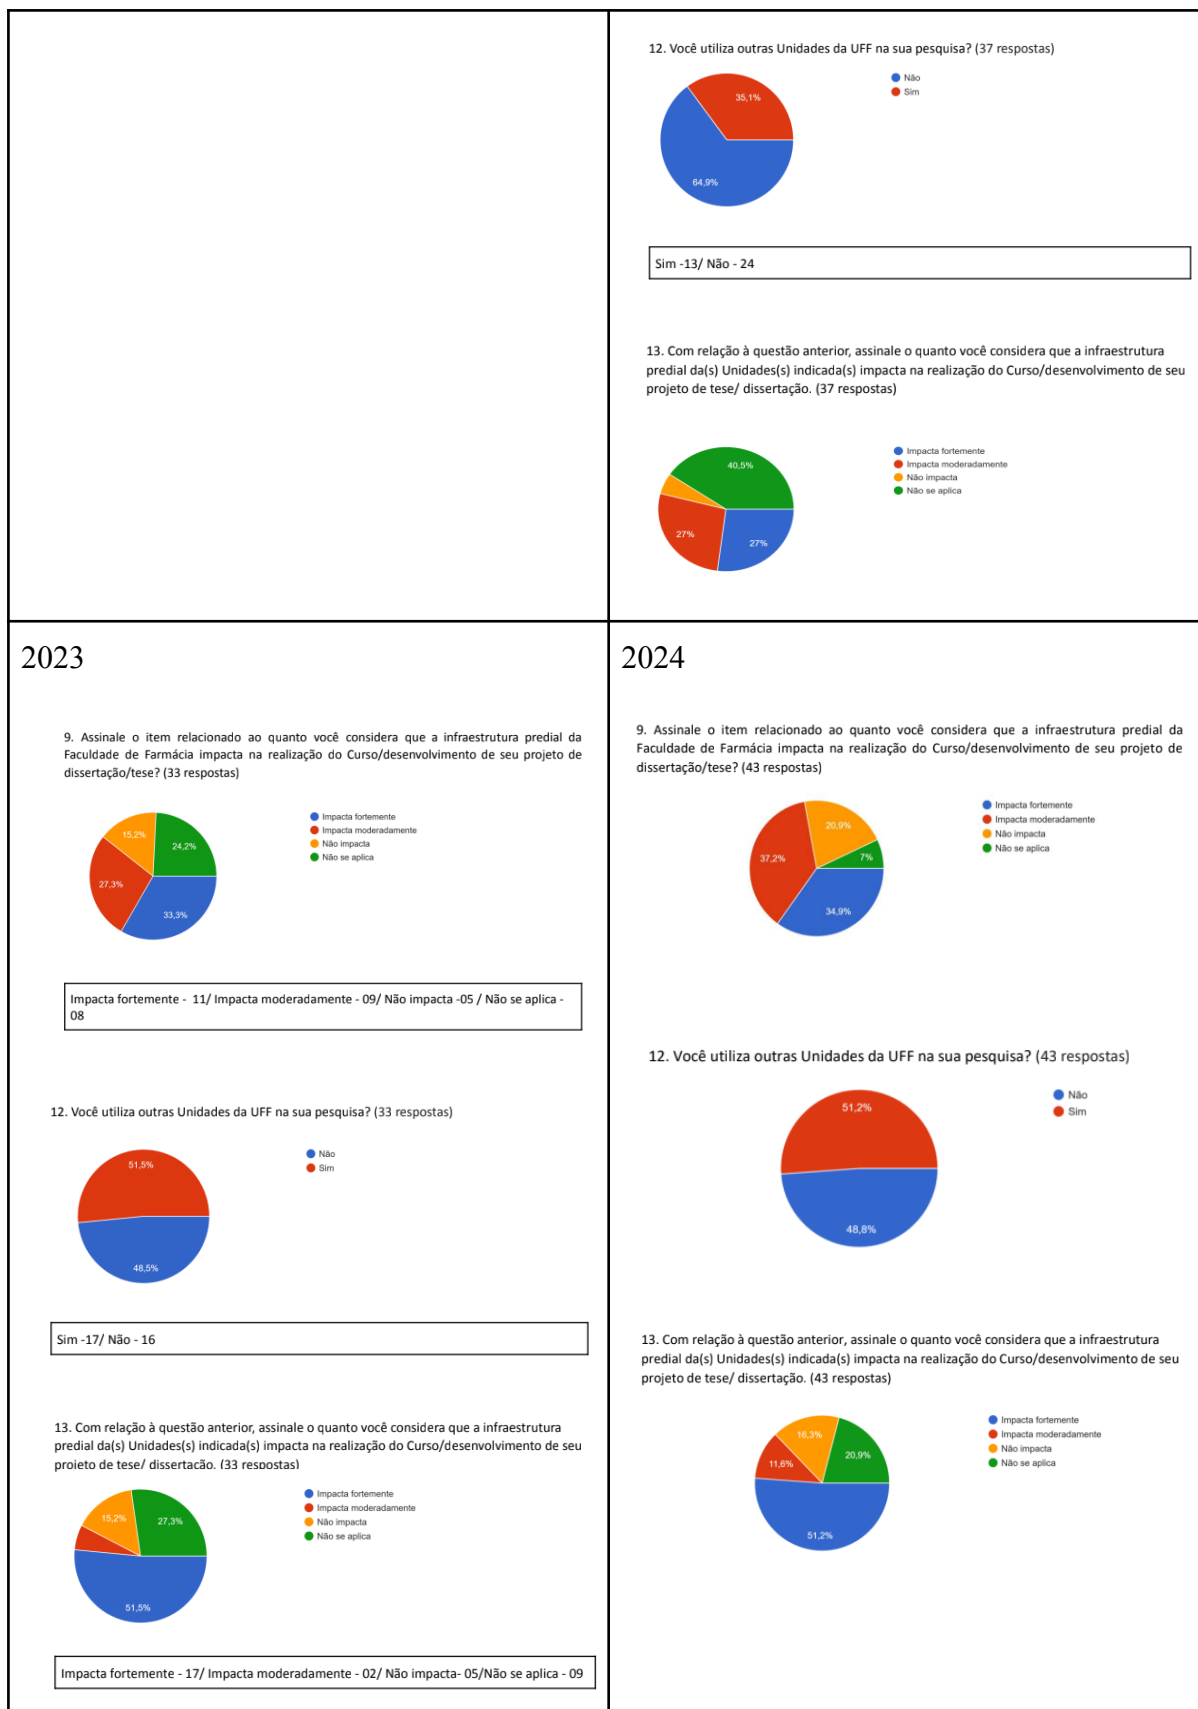 12. Você utiliza outras Unidades da UFF na sua pesquisa? (37 respostas)
Não
Sim
35,1%
64,9%
Sim -13/ Não - 24
13. Com relação à questão anterior, assinale o quanto você considera que a infraestrutura
predial da(s) Unidades(s) indicada(s) impacta na realização do Curso/desenvolvimento de seu
projeto de tese/ dissertação. (37 respostas)
Impacta fortemente
Impacta moderadamente
Não impacta
Não se aplica
40,5%
27%
27%
2023
9. Assinale o item relacionado ao quanto você considera que a infraestrutura predial da
Faculdade de Farmácia impacta na realização do Curso/desenvolvimento de seu projeto de
dissertação/tese? (33 respostas)
Impacta fortemente
Impacta moderadamente
Não impacta
Não se aplica
15,2%
24,2%
27,3%
33,3%
Impacta fortemente - 11/ Impacta moderadamente - 09/ Não impacta -05 / Não se aplica -
08
12. Você utiliza outras Unidades da UFF na sua pesquisa? (33 respostas)
Não
Sim
51,5%
48,5%
Sim -17/ Não - 16
13. Com relação à questão anterior, assinale o quanto você considera que a infraestrutura
predial da(s) Unidades(s) indicada(s) impacta na realização do Curso/desenvolvimento de seu
projeto de tese/ dissertação. (33 respostas)
Impacta fortemente
Impacta moderadamente
Não impacta
Não se aplica
15,2%
27,3%
51,5%
Impacta fortemente - 17/ Impacta moderadamente - 02/ Não impacta- 05/Não se aplica - 09
2024
9. Assinale o item relacionado ao quanto você considera que a infraestrutura predial da
Faculdade de Farmácia impacta na realização do Curso/desenvolvimento de seu projeto de
dissertação/tese? (43 respostas)
Impacta fortemente
Impacta moderadamente
Não impacta
Não se aplica
20,9%
37,2%
7%
34,9%
12. Você utiliza outras Unidades da UFF na sua pesquisa? (43 respostas)
Não
Sim
51,2%
48,8%
13. Com relação à questão anterior, assinale o quanto você considera que a infraestrutura
predial da(s) Unidades(s) indicada(s) impacta na realização do Curso/desenvolvimento de seu
projeto de tese/ dissertação. (43 respostas)
Impacta fortemente
Impacta moderadamente
Não impacta
Não se aplica
16,3%
20,9%
11,6%
51,2%